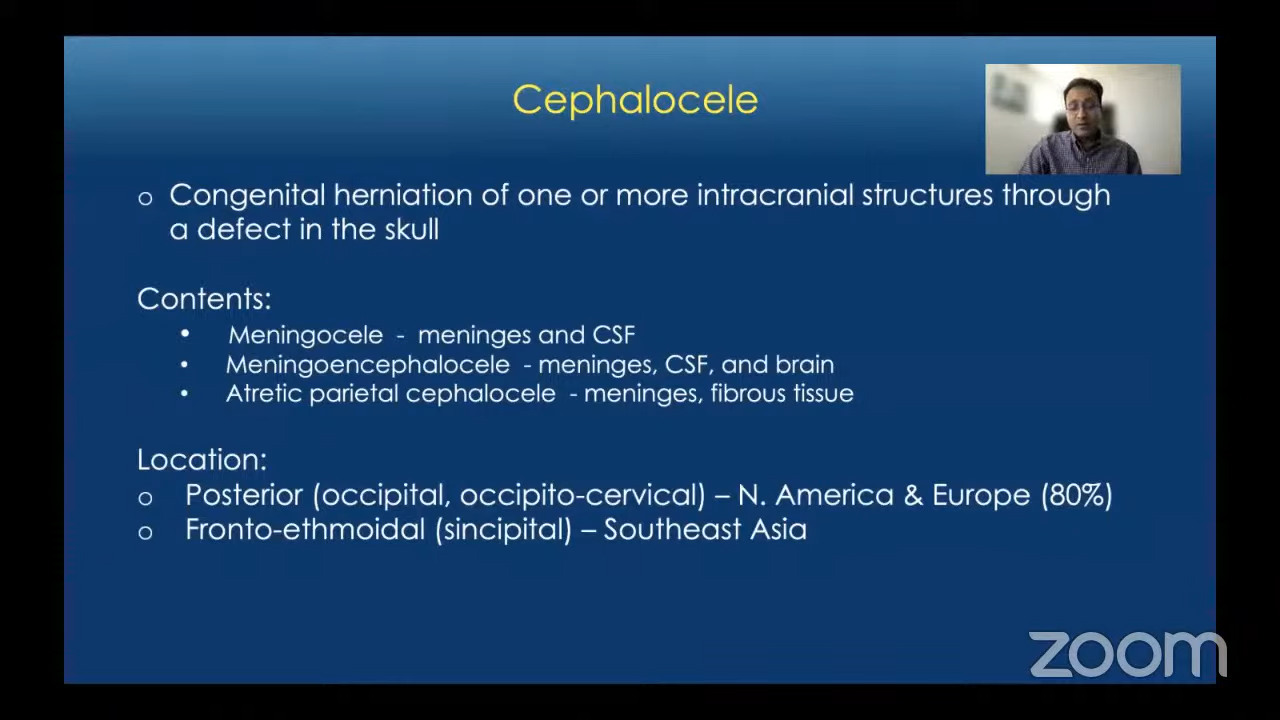 Cephalocele
o Congenital herniation of one or more intracranial structures through
a defect in the skull
Contents:
• Meningocele - meninges and CSF
• Meningoencephalocele - meninges, CSF, and brain
• Atretic parietal cephalocele - meninges, fibrous tissue
Location:
o Posterior (occipital, occipito-cervical) – N. America & Europe (80%)
o Fronto-ethmoidal (sincipital) – Southeast Asia
zoom